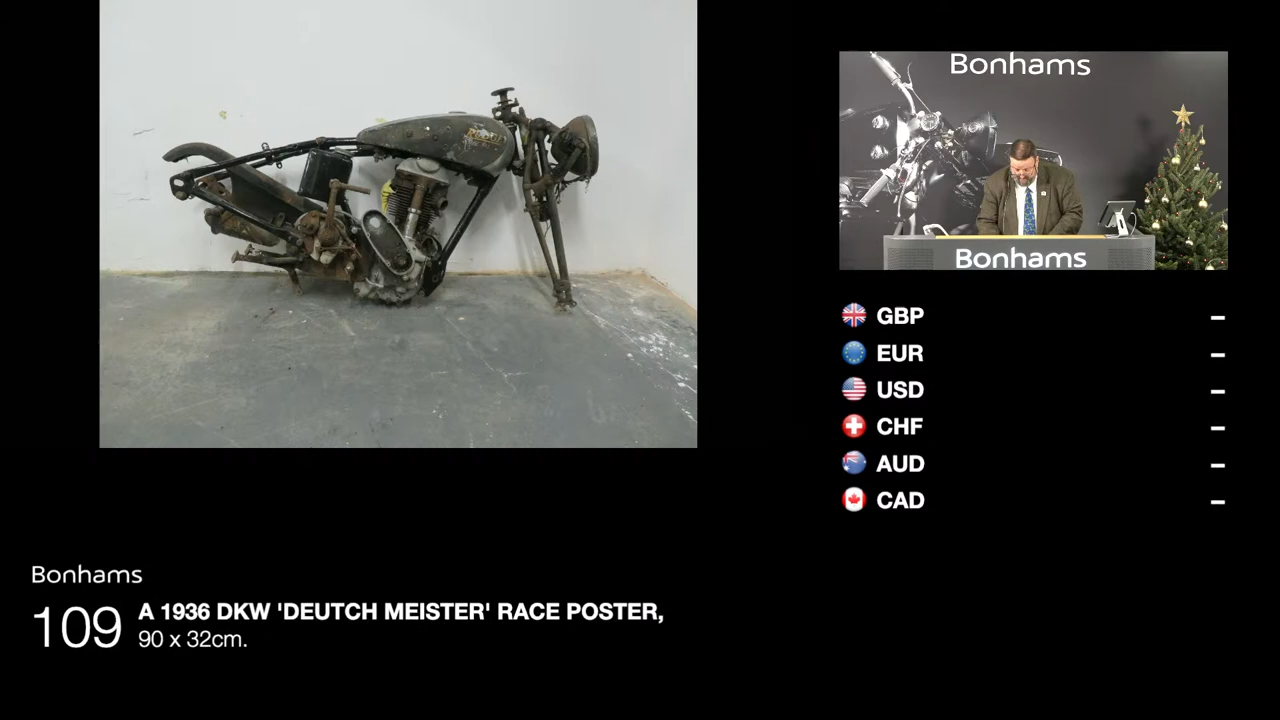 Bonhams
Bonhams
GBP –
EUR –
USD –
CHF –
AUD –
CAD –
Bonhams
109
A 1936 DKW 'DEUTCH MEISTER' RACE POSTER,
90 x 32cm.